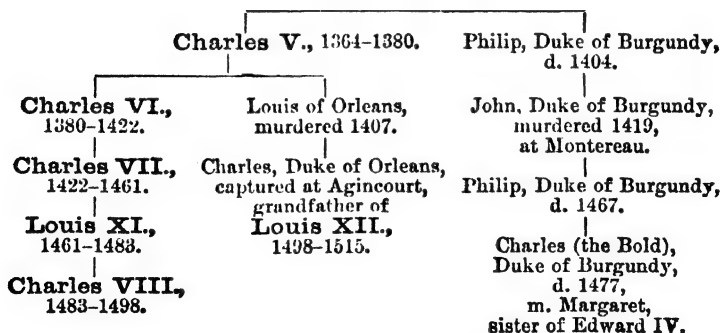 Charles V., 1364–1380.
Charles VI.,
1380–1422.
Charles VII.,
1422–1461.
Louis XI.,
1461–1483.
Charles VIII.,
1483–1498.
Louis of Orleans,
murdered 1407.
Charles, Duke of Orleans,
captured at Agincourt,
grandfather of
Louis XII.,
1498–1515.
Philip, Duke of Burgundy,
d. 1404.
John, Duke of Burgundy,
murdered 1419,
at Montereau.
Philip, Duke of Burgundy,
d. 1467.
Charles (the Bold),
Duke of Burgundy,
d. 1477,
m. Margaret,
sister of Edward IV.